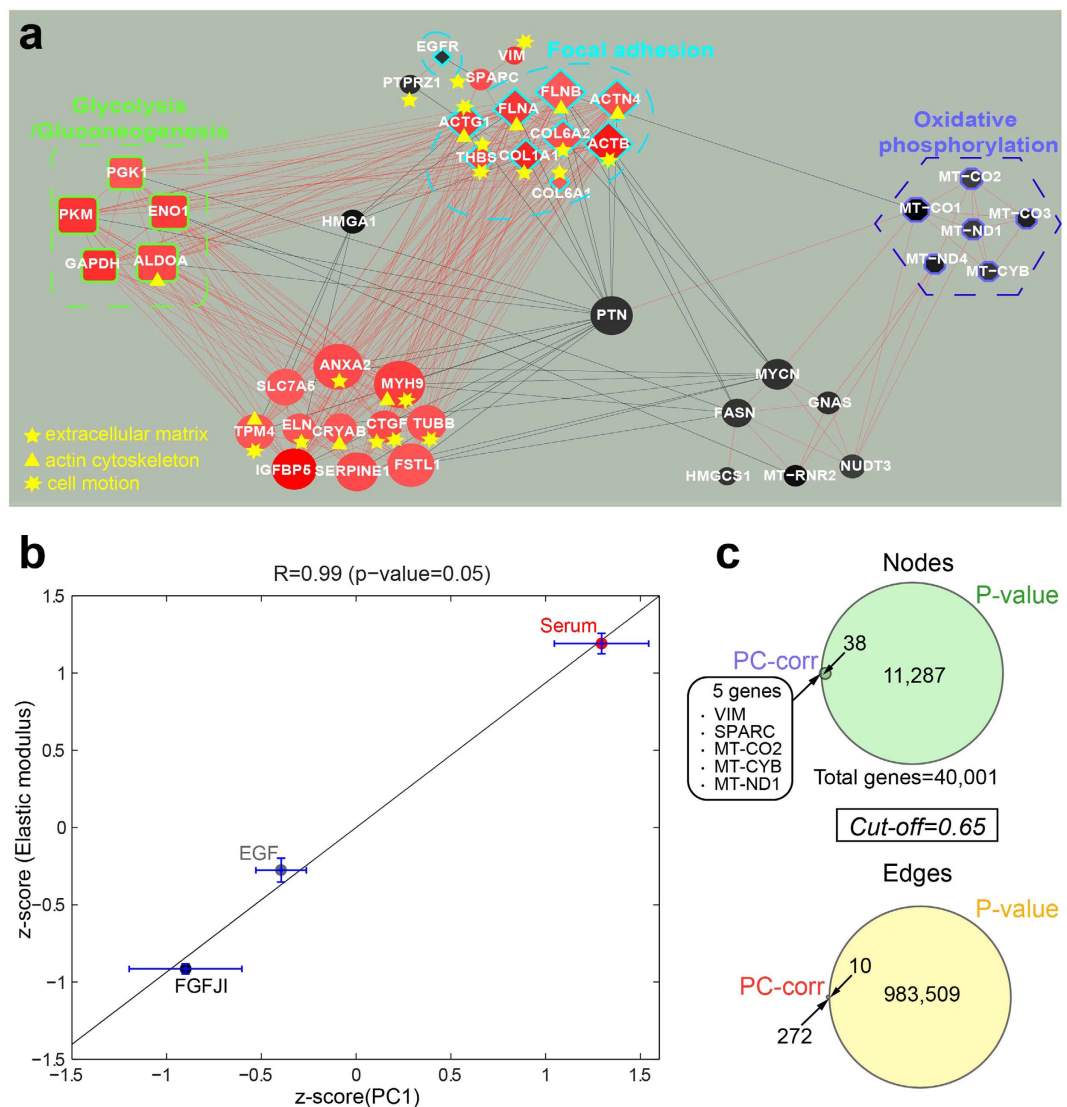 a
EGFR
VIM
Focal adhesion
PTPRZ1
SPARC
FLNB
ACTN4
FLNA
ACTG1
COL6A2
ACTB
THBS
COL1A1
COL6A1
Glycolysis
/Gluconeogenesis
PGK1
PKM
ENO1
GAPDH
ALDOA
HMGA1
Oxidative
phosphorylation
MT−CO2
MT−CO1
MT−CO3
MT−ND1
MT−ND4
MT−CYB
PTN
MYCN
FASN
GNAS
HMGCS1
MT−RNR2
NUDT3
ANXA2
SLC7A5
MYH9
TPM4
ELN
CRYAB
CTGF
TUBB
IGFBP5
SERPINE1
FSTL1
extracellular matrix
actin cytoskeleton
cell motion
b
R=0.99 (p−value=0.05)
1.5
1
0.5
0
−0.5
−1
−1.5
z−score (Elastic modulus)
Serum
EGF
FGFJI
−1.5
−1
−0.5
0
0.5
1
1.5
z−score(PC1)
c
Nodes
P-value
PC-corr
38
11,287
5 genes
· VIM
· SPARC
· MT-CO2
· MT-CYB
· MT-ND1
Total genes=40,001
Cut-off=0.65
Edges
P-value
PC-corr
10
983,509
272